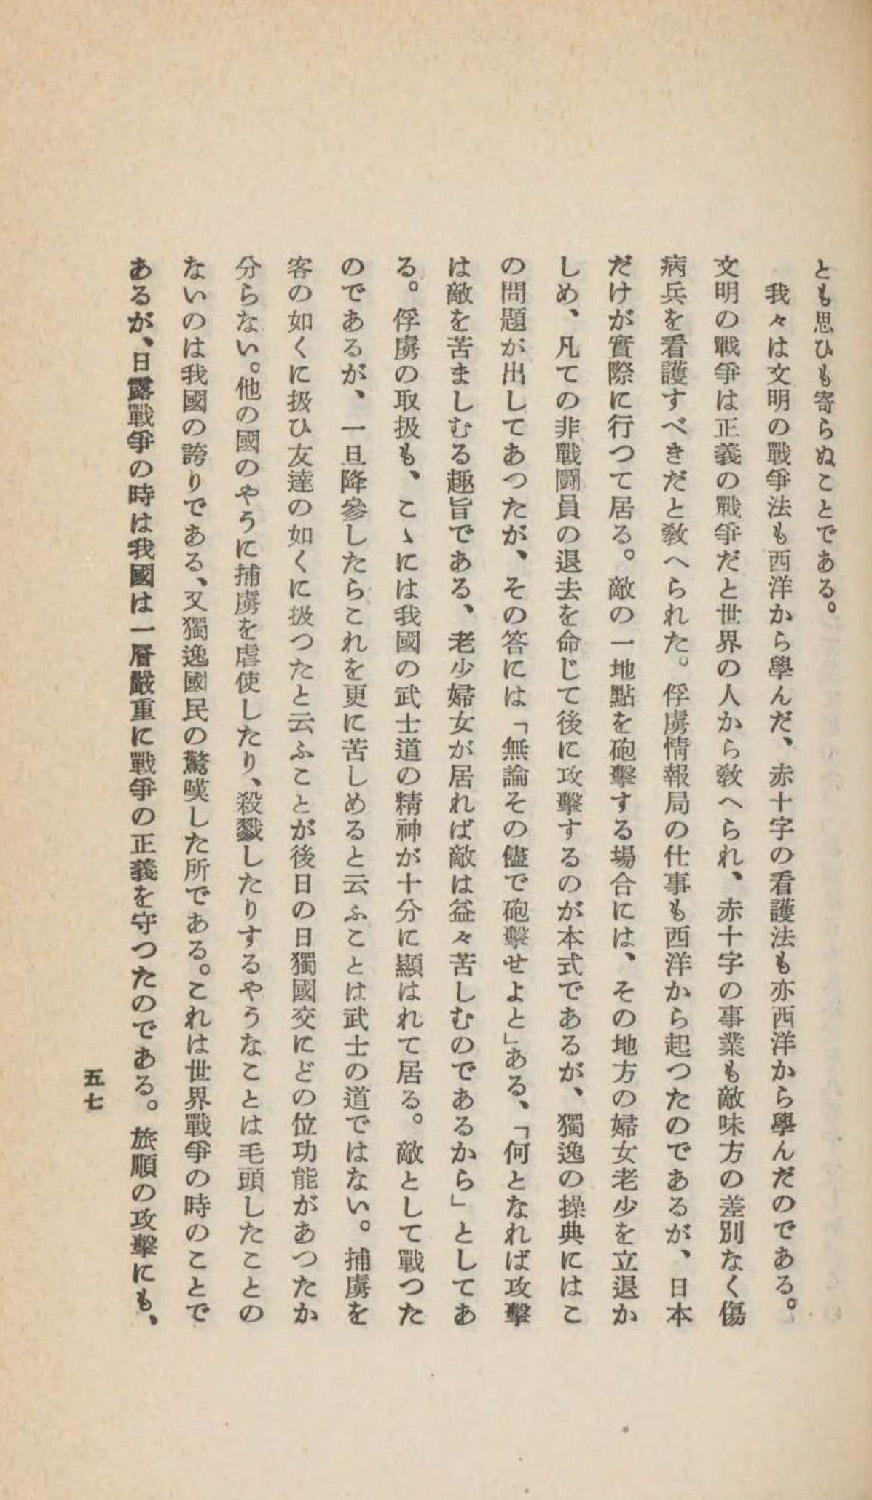 とも思ひも寄らぬことである。
我々は文明の戰爭法も西洋から學んだ、赤十字の看護法も亦西洋から學んだのである。
文明の戰爭は正義の戰爭だと世界の人から敎へられ、赤十字の事業も敵味方の差別なく傷
病兵を看護すべきだと敎へられた。俘虜情報局の仕事も西洋から起つたのであるが、日本
だけが實際に行つて居る。敵の一地點を砲擊する場合には、その地方の婦女老少を立退か
しめ、凡ての非戰鬪員の退去を命じて後に攻擊するのが本式であるが、獨逸の操典にはこ
の問題が出してあつたが、その答には「無論その儘で砲擊せよと」ある、「何となれば攻擊
は敵を苦ましむる趣旨である、老少婦女が居れば敵は益々苦しむのであるから」としてあ
る。俘虜の取扱も、こゝには我國の武士道の精神が十分に顯はれて居る。敵として戰つた
のであるが、一旦降參したらこれを更に苦しめると云ふことは武士の道ではない。捕虜を
客の如くに扱ひ友達の如くに扱つたと云ふことが後日の日獨國交にどの位功能があつたか
分らない。他の國のやうに捕虜を虐使したり、殺戮したりするやうなことは毛頭したことの
ないのは我國の誇りである、又獨逸國民の驚嘆した所である。これは世界戰爭の時のことで
あるが、日露戰爭の時は我國は一層嚴重に戰爭の正義を守つたのである。旅順の攻擊にも、
五七